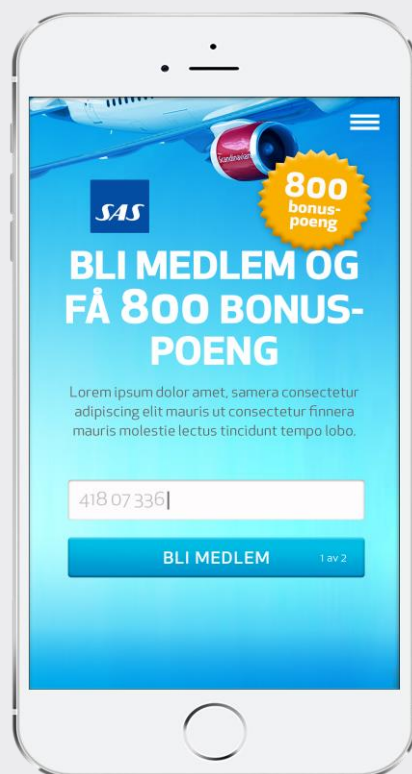 Scandinavian
800
bonus-
poeng
SAS
BLI MEDLEM OG
FÅ 800 BONUS-
POENG
Lorem ipsum dolor amet, samera consectetur
adipiscing elit mauris ut consectetur finnera
mauris molestie lectus tincidunt tempo lobo.
418 07 336
BLI MEDLEM 1 av 2